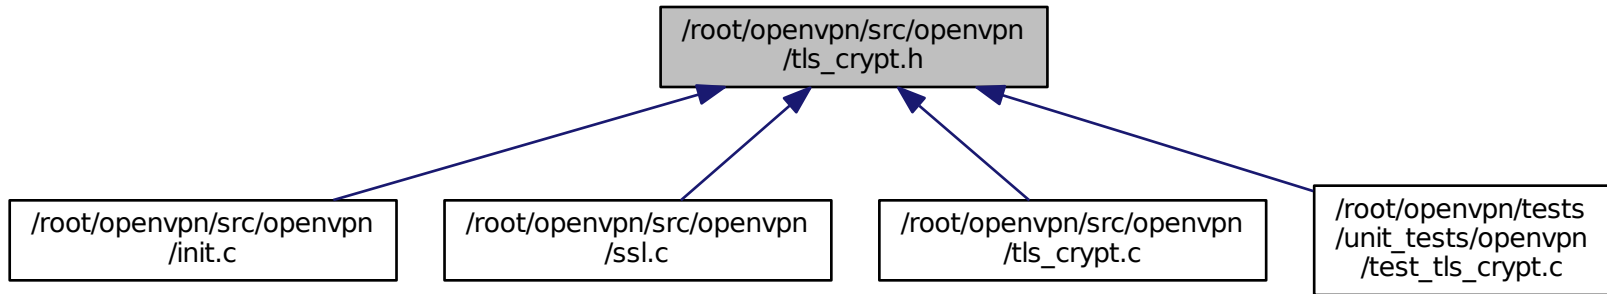 /root/openvpn/src/openvpn
/tls_crypt.h
/root/openvpn/src/openvpn
/init.c
/root/openvpn/src/openvpn
/ssl.c
/root/openvpn/src/openvpn
/tls_crypt.c
/root/openvpn/tests
/unit_tests/openvpn
/test_tls_crypt.c